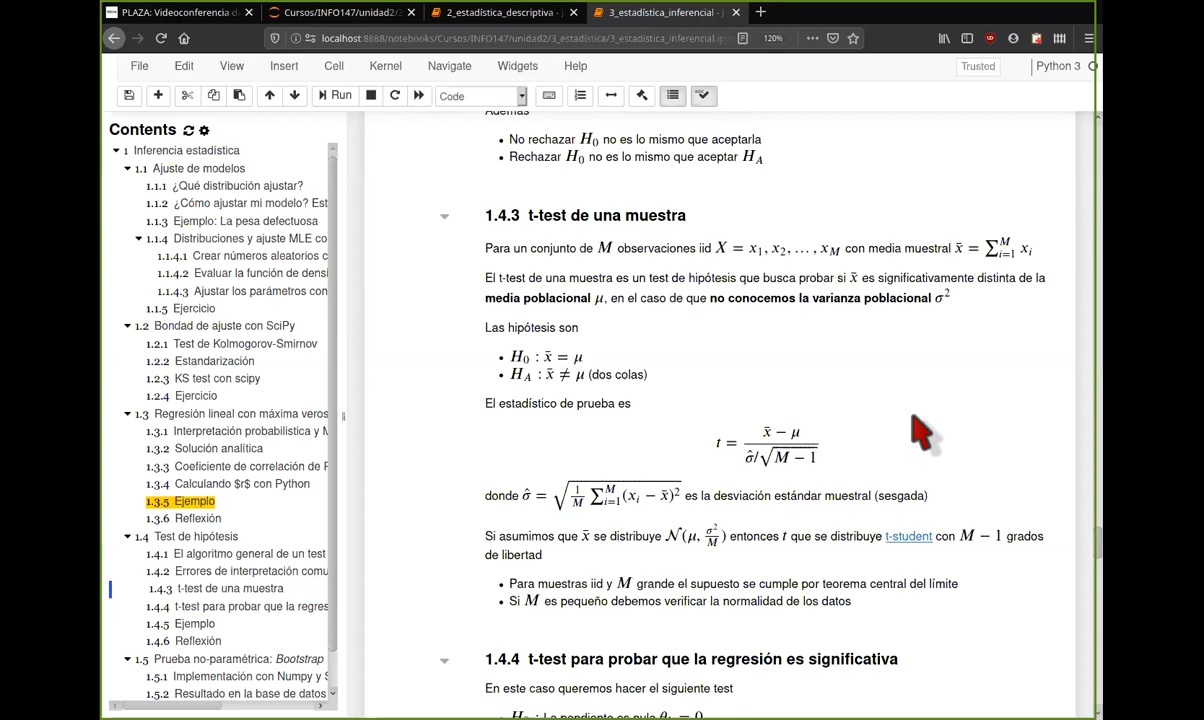 PLAZA: Videoconferencia de
Cursos/INFO147/unidad2/3
2_estadística_descriptiva - J
3_estadística_inferencial - J
localhost:8888/notebooks/Cursos/INFO147/unidad2/3_estadistica/3_estadistica_inferencial.ip
120%
File Edit View Insert Cell Kernel Navigate Widgets Help
Trusted
Python 3
Run
Code
Contents
1 Inferencia estadística
1.1 Ajuste de modelos
1.1.1 ¿Qué distribución ajustar?
1.1.2 ¿Cómo ajustar mi modelo? Est
1.1.3 Ejemplo: La pesa defectuosa
1.1.4 Distribuciones y ajuste MLE co
1.1.4.1 Crear números aleatorios c
1.1.4.2 Evaluar la función de densi
1.1.4.3 Ajustar los parámetros con
1.1.5 Ejercicio
1.2 Bondad de ajuste con SciPy
1.2.1 Test de Kolmogorov-Smirnov
1.2.2 Estandarización
1.2.3 KS test con scipy
1.2.4 Ejercicio
1.3 Regresión lineal con máxima veros
1.3.1 Interpretación probabilistica y M
1.3.2 Solución analítica
1.3.3 Coeficiente de correlación de F
1.3.4 Calculando $r$ con Python
1.3.5 Ejemplo
1.3.6 Reflexión
1.4 Test de hipótesis
1.4.1 El algoritmo general de un test
1.4.2 Errores de interpretación comu
1.4.3 t-test de una muestra
1.4.4 t-test para probar que la regres
1.4.5 Ejemplo
1.4.6 Reflexión
1.5 Prueba no-paramétrica: Bootstrap
1.5.1 Implementación con Numpy y S
1.5.2 Resultado en la base de datos
Además
• No rechazar H₀ no es lo mismo que aceptarla
• Rechazar H₀ no es lo mismo que aceptar H_A
1.4.3 t-test de una muestra
Para un conjunto de M observaciones iid X = x₁, x₂, …, x_M con media muestral x̄ = ∑_{i=1}^{M} x_i
El t-test de una muestra es un test de hipótesis que busca probar si x̄ es significativamente distinta de la
media poblacional μ, en el caso de que no conocemos la varianza poblacional σ²
Las hipótesis son
• H₀ : x̄ = μ
• H_A : x̄ ≠ μ (dos colas)
El estadístico de prueba es
t = (x̄ − μ) / (σ̂/√(M − 1))
donde σ̂ = √(1/M ∑_{i=1}^{M} (x_i − x̄)²) es la desviación estándar muestral (sesgada)
Si asumimos que x̄ se distribuye N(μ, σ²/M) entonces t que se distribuye t-student con M − 1 grados
de libertad
• Para muestras iid y M grande el supuesto se cumple por teorema central del límite
• Si M es pequeño debemos verificar la normalidad de los datos
1.4.4 t-test para probar que la regresión es significativa
En este caso queremos hacer el siguiente test
• H₀ : La pendiente es nula θ₁ = 0